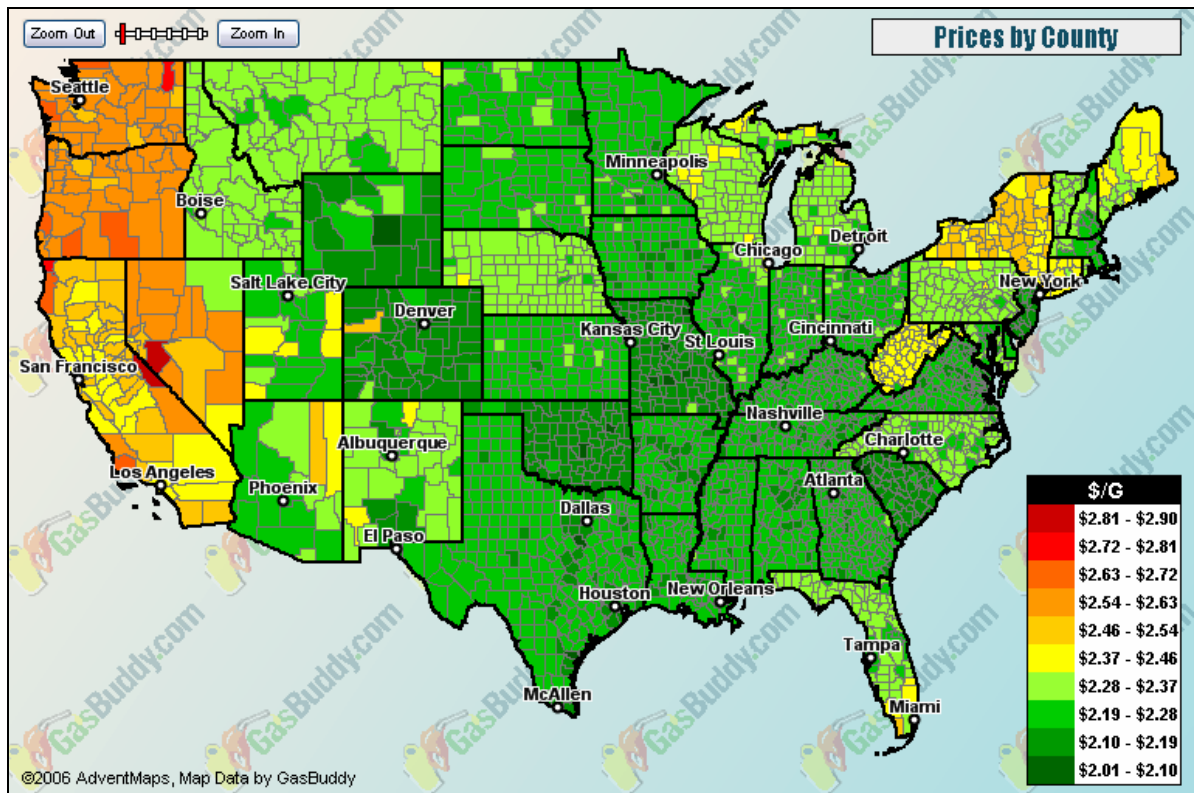 Zoom Out
Zoom In
Prices by County
Seattle
Minneapolis
Boise
Detroit
Chicago
Salt Lake City
New York
Denver
Kansas City
Cincinnati
St Louis
San Francisco
Nashville
Charlotte
Albuquerque
Los Angeles
Phoenix
Atlanta
Dallas
El Paso
Houston
New Orleans
Tampa
McAllen
Miami
$/G
$2.81 - $2.90
$2.72 - $2.81
$2.63 - $2.72
$2.54 - $2.63
$2.46 - $2.54
$2.37 - $2.46
$2.28 - $2.37
$2.19 - $2.28
$2.10 - $2.19
$2.01 - $2.10
©2006 AdventMaps, Map Data by GasBuddy
GasBuddy.com